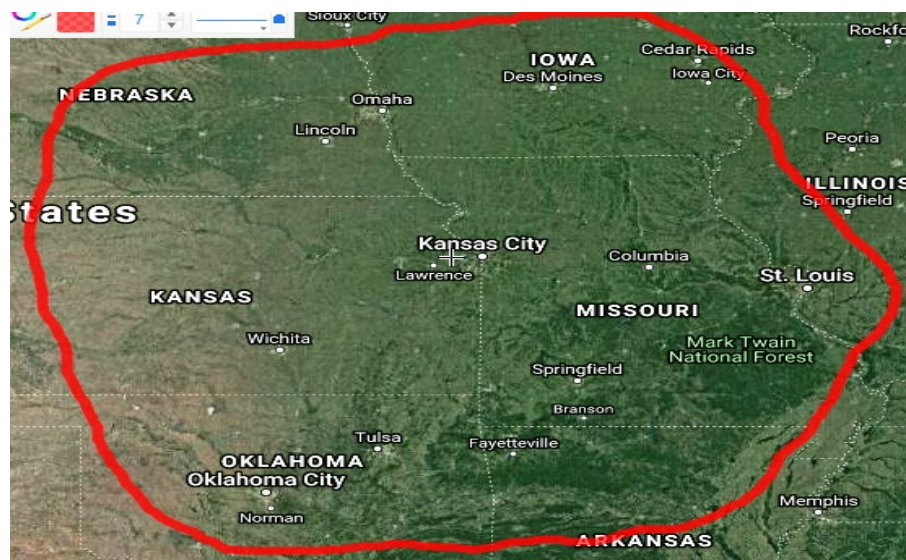 7
Sioux City
Rockfo
IOWA
Cedar Rapids
Des Moines
Iowa City
NEBRASKA
Omaha
Lincoln
Peoria
ILLINOIS
Springfield
States
Kansas City
Lawrence
Columbia
St. Louis
KANSAS
MISSOURI
Wichita
Mark Twain
National Forest
Springfield
Branson
Tulsa
Fayetteville
OKLAHOMA
Oklahoma City
Norman
Memphis
ARKANSAS